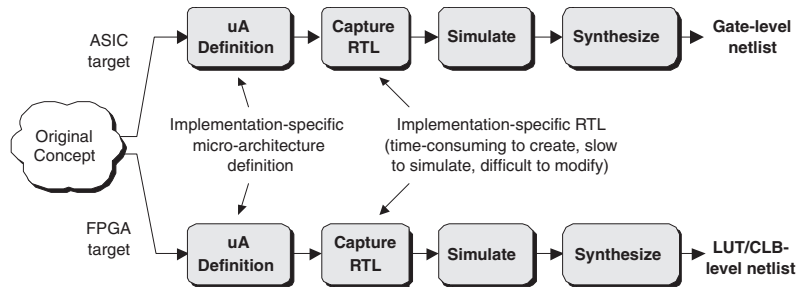 ASIC
target
uA
Definition
Capture
RTL
Simulate
Synthesize
Gate-level
netlist
Original
Concept
Implementation-specific
micro-architecture
definition
Implementation-specific RTL
(time-consuming to create, slow
to simulate, difficult to modify)
FPGA
target
uA
Definition
Capture
RTL
Simulate
Synthesize
LUT/CLB-
level netlist